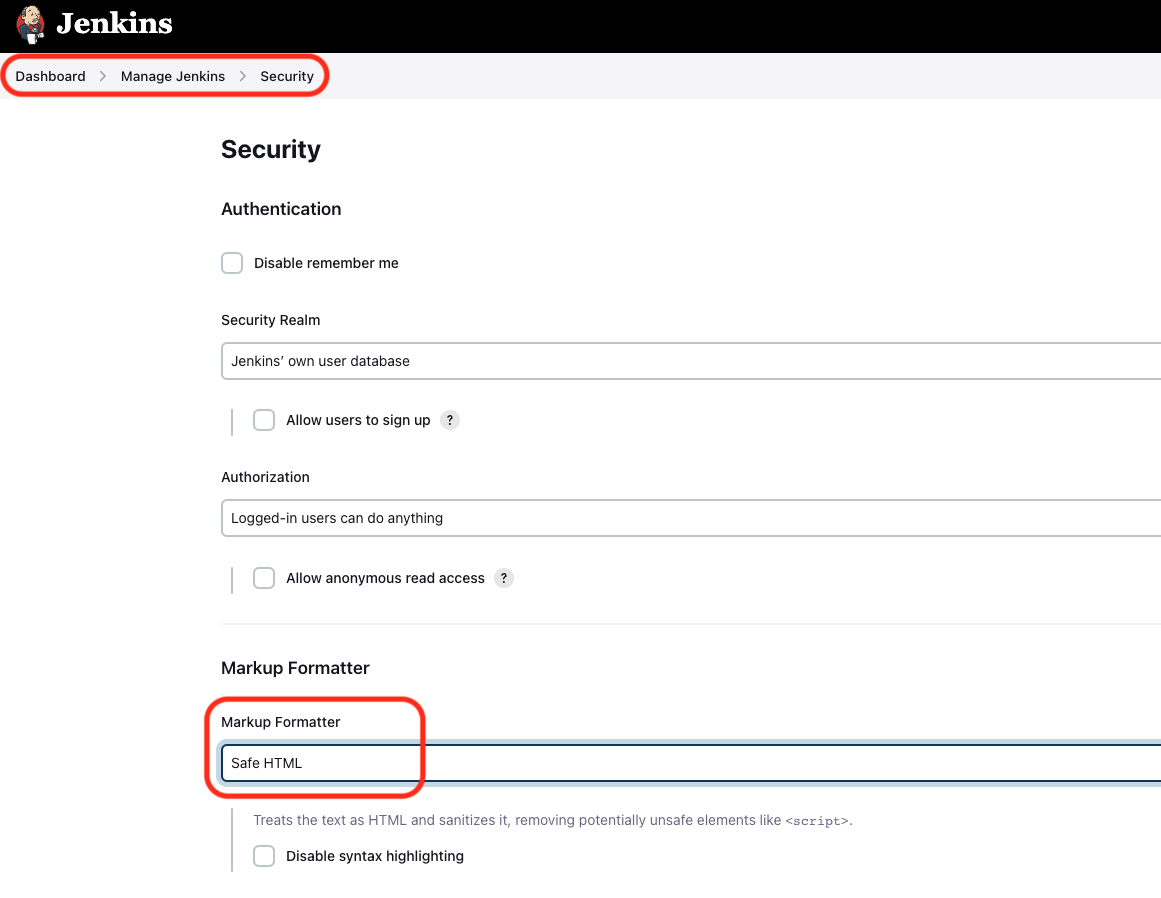 Jenkins
Dashboard > Manage Jenkins > Security
Security
Authentication
Disable remember me
Security Realm
Jenkins’ own user database
Allow users to sign up ?
Authorization
Logged-in users can do anything
Allow anonymous read access ?
Markup Formatter
Markup Formatter
Safe HTML
Treats the text as HTML and sanitizes it, removing potentially unsafe elements like <script>.
Disable syntax highlighting